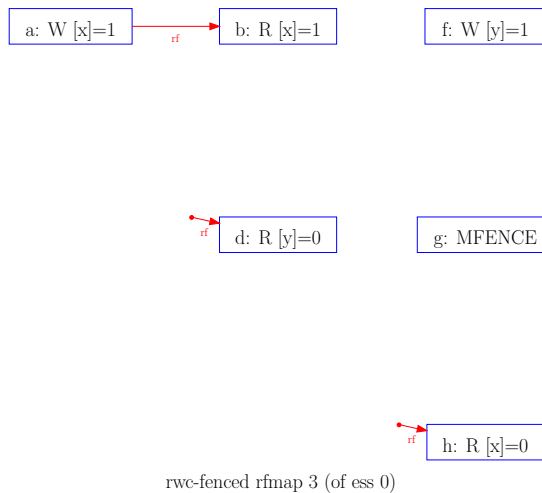 a: W [x]=1
rf
b: R [x]=1
f: W [y]=1
rf
d: R [y]=0
g: MFENCE
rf
h: R [x]=0
rwc-fenced rfmap 3 (of ess 0)